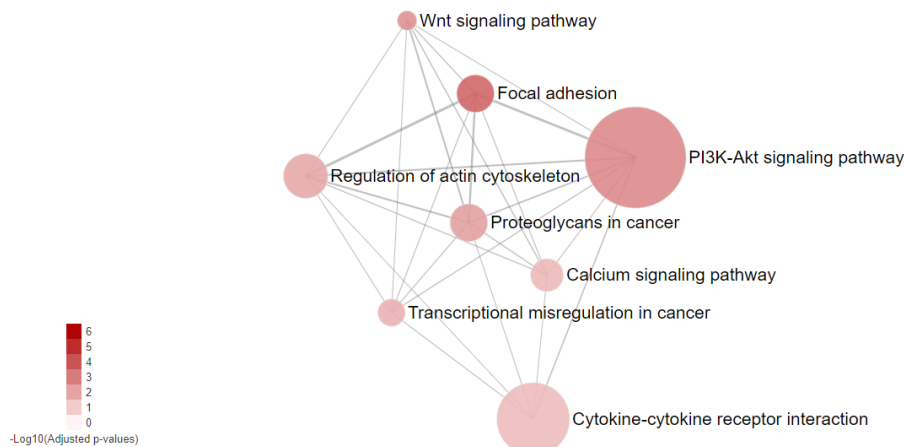 Wnt signaling pathway
Focal adhesion
PI3K-Akt signaling pathway
Regulation of actin cytoskeleton
Proteoglycans in cancer
Calcium signaling pathway
Transcriptional misregulation in cancer
6
5
4
3
2
1
0
Cytokine-cytokine receptor interaction
-Log10(Adjusted p-values)